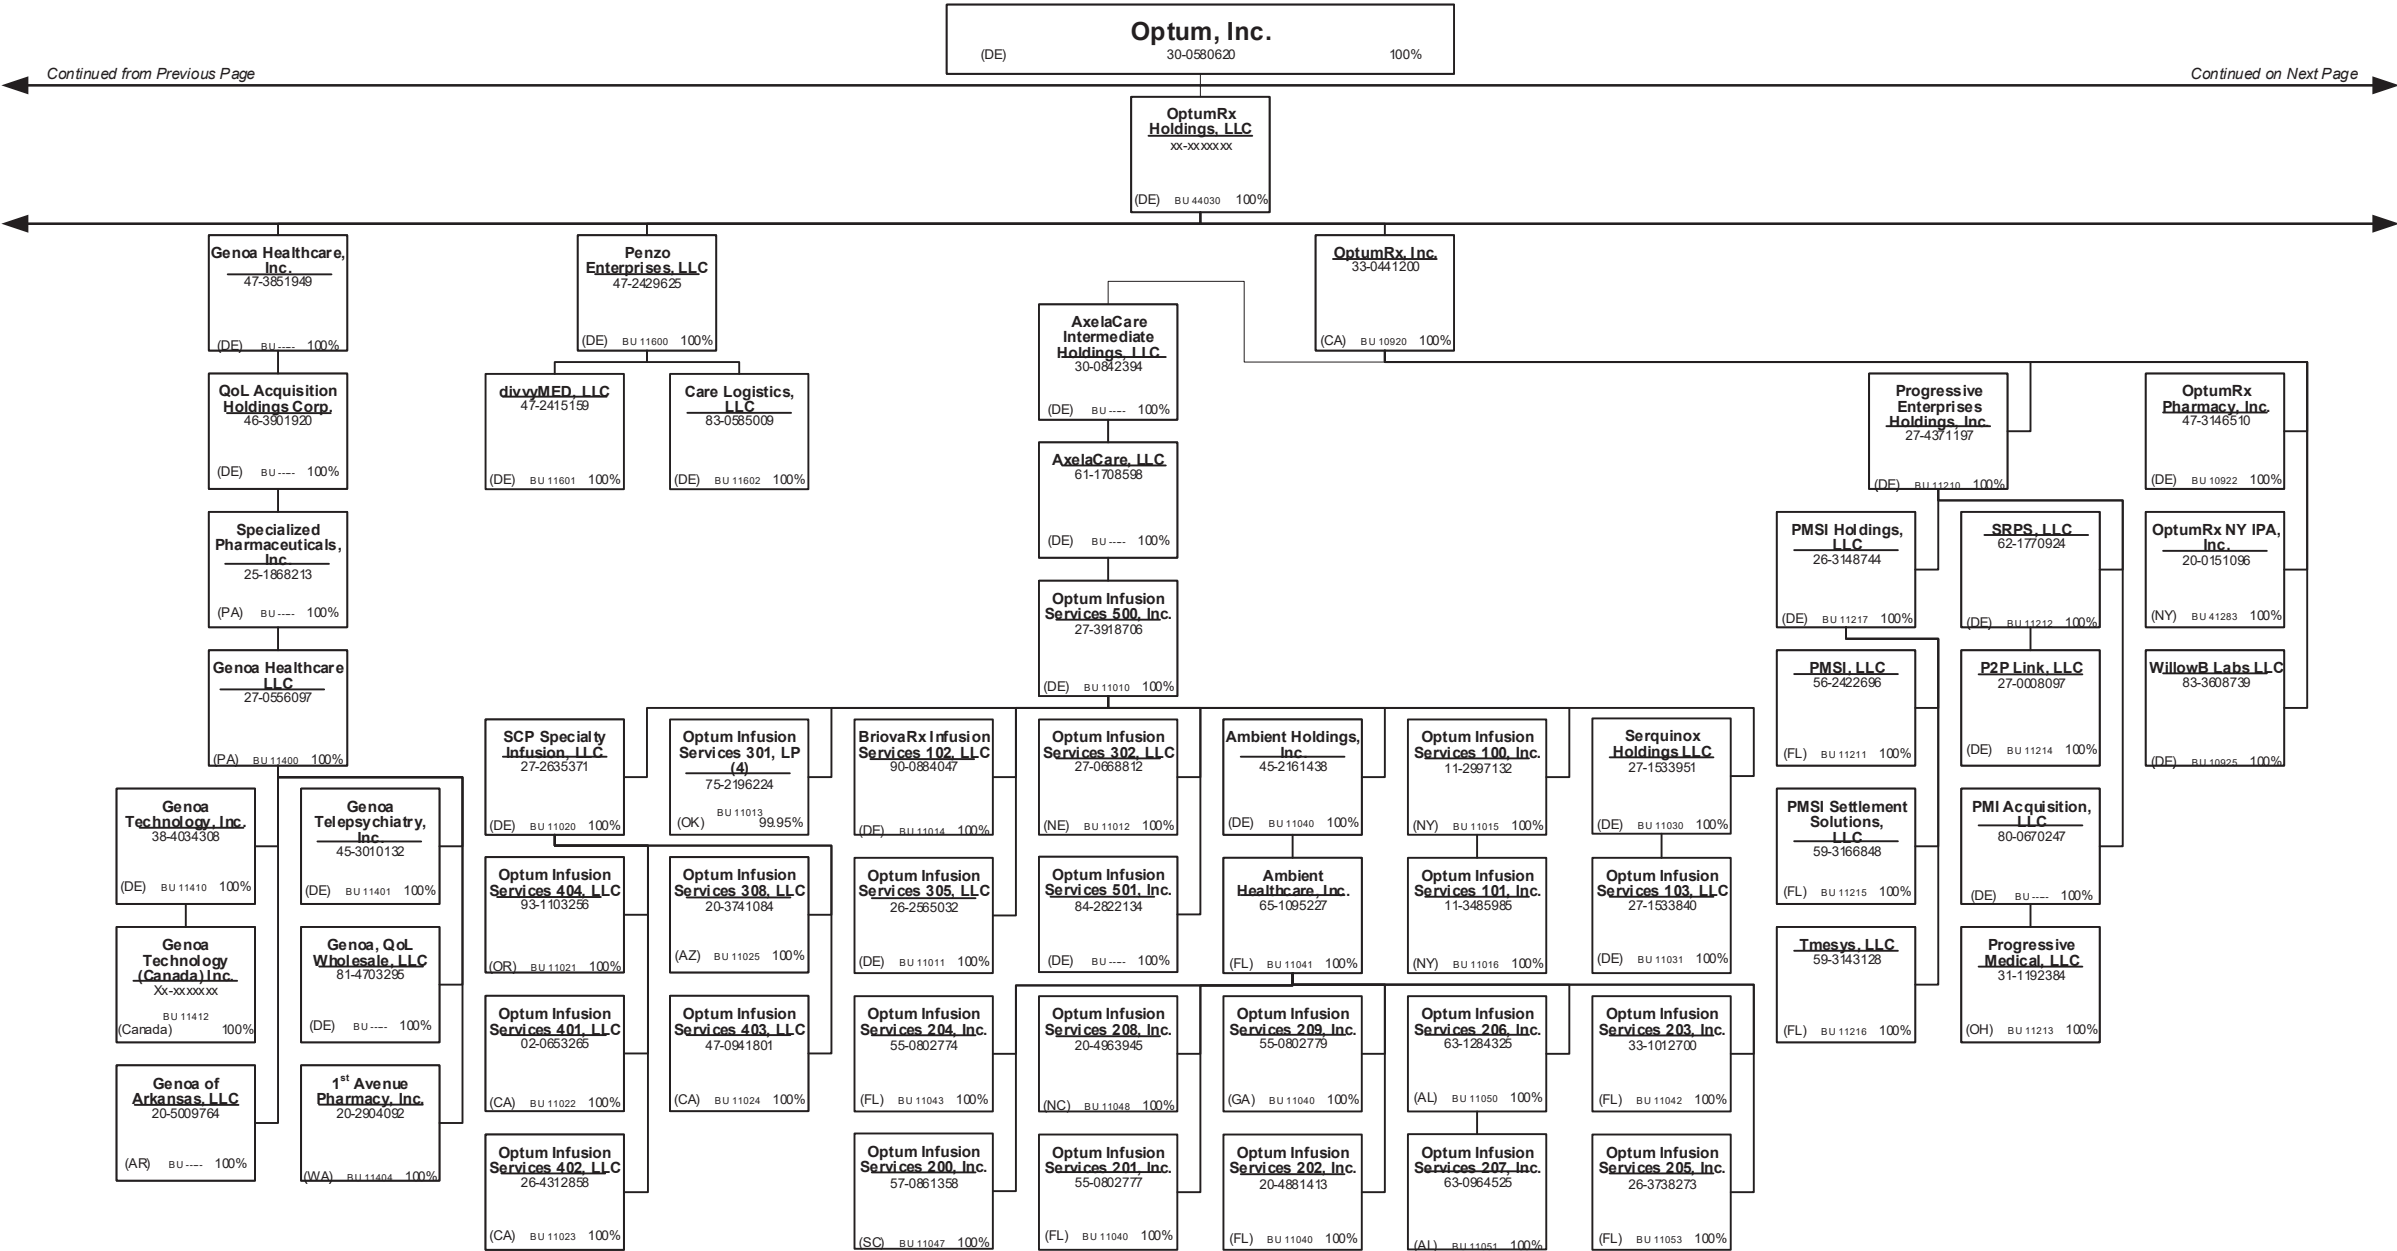 Optum, Inc.
(DE) 30-0580620 100%
Continued from Previous Page
Continued on Next Page
OptumRx
Holdings, LLC
xx-xxxxxxx
(DE) BU 44030 100%
Genoa Healthcare,
Inc.
47-3851949
(DE) BU ----- 100%
QoL Acquisition
Holdings Corp.
46-3901920
(DE) BU ----- 100%
Specialized
Pharmaceuticals,
Inc.
25-1868213
(PA) BU ----- 100%
Genoa Healthcare
LLC
27-0556097
(PA) BU 11400 100%
Genoa
Technology, Inc.
38-4034308
(DE) BU 11410 100%
Genoa
Technology
(Canada) Inc.
Xx-xxxxxxx
BU 11412
(Canada) 100%
Genoa of
Arkansas, LLC
20-5009764
(AR) BU ----- 100%
Genoa
Telepsychiatry,
Inc.
45-3010132
(DE) BU 11401 100%
Genoa, QoL
Wholesale, LLC
81-4703295
(DE) BU ----- 100%
1st Avenue
Pharmacy, Inc.
20-2904092
(WA) BU 11404 100%
Penzo
Enterprises, LLC
47-2429625
(DE) BU 11600 100%
divvyMED, LLC
47-2415159
(DE) BU 11601 100%
Care Logistics,
LLC
83-0585009
(DE) BU 11602 100%
OptumRx, Inc.
33-0441200
(CA) BU 10920 100%
AxelaCare
Intermediate
Holdings, LLC
30-0842394
(DE) BU ----- 100%
AxelaCare, LLC
61-1708598
(DE) BU ----- 100%
Optum Infusion
Services 500, Inc.
27-3918706
(DE) BU 11010 100%
SCP Specialty
Infusion, LLC
27-2635371
(DE) BU 11020 100%
Optum Infusion
Services 301, LP
(4)
75-2196224
BU 11013
(OK) 99.95%
BriovaRx Infusion
Services 102, LLC
90-0884047
(DE) BU 11014 100%
Optum Infusion
Services 302, LLC
27-0668812
(NE) BU 11012 100%
Ambient Holdings,
Inc.
45-2161438
(DE) BU 11040 100%
Optum Infusion
Services 100, Inc.
11-2997132
(NY) BU 11015 100%
Serquinox
Holdings LLC
27-1533951
(DE) BU 11030 100%
Optum Infusion
Services 404, LLC
93-1103256
(OR) BU 11021 100%
Optum Infusion
Services 308, LLC
20-3741084
(AZ) BU 11025 100%
Optum Infusion
Services 305, LLC
26-2565032
(DE) BU 11011 100%
Optum Infusion
Services 501, Inc.
84-2822134
(DE) BU ----- 100%
Ambient
Healthcare, Inc.
65-1095227
(FL) BU 11041 100%
Optum Infusion
Services 101, Inc.
11-3485985
(NY) BU 11016 100%
Optum Infusion
Services 103, LLC
27-1533840
(DE) BU 11031 100%
Optum Infusion
Services 401, LLC
02-0653265
(CA) BU 11022 100%
Optum Infusion
Services 403, LLC
47-0941801
(CA) BU 11024 100%
Optum Infusion
Services 204, Inc.
55-0802774
(FL) BU 11043 100%
Optum Infusion
Services 208, Inc.
20-4963945
(NC) BU 11048 100%
Optum Infusion
Services 209, Inc.
55-0802779
(GA) BU 11040 100%
Optum Infusion
Services 206, Inc.
63-1284325
(AL) BU 11050 100%
Optum Infusion
Services 203, Inc.
33-1012700
(FL) BU 11042 100%
Optum Infusion
Services 402, LLC
26-4312858
(CA) BU 11023 100%
Optum Infusion
Services 200, Inc.
57-0861358
(SC) BU 11047 100%
Optum Infusion
Services 201, Inc.
55-0802777
(FL) BU 11040 100%
Optum Infusion
Services 202, Inc.
20-4881413
(FL) BU 11040 100%
Optum Infusion
Services 207, Inc.
63-0964525
(AL) BU 11051 100%
Optum Infusion
Services 205, Inc.
26-3738273
(FL) BU 11053 100%
Progressive
Enterprises
Holdings, Inc.
27-4371197
(DE) BU 11210 100%
PMSI Holdings,
LLC
26-3148744
(DE) BU 11217 100%
PMSI, LLC
56-2422696
(FL) BU 11211 100%
PMSI Settlement
Solutions,
LLC
59-3166848
(FL) BU 11215 100%
Tmesys, LLC
59-3143128
(FL) BU 11216 100%
SRPS, LLC
62-1770924
(DE) BU 11212 100%
P2P Link, LLC
27-0008097
(DE) BU 11214 100%
PMI Acquisition,
LLC
80-0670247
(DE) BU ----- 100%
Progressive
Medical, LLC
31-1192384
(OH) BU 11213 100%
OptumRx
Pharmacy, Inc.
47-3146510
(DE) BU 10922 100%
OptumRx NY IPA,
Inc.
20-0151096
(NY) BU 41283 100%
WillowB Labs LLC
83-3608739
(DE) BU 10925 100%